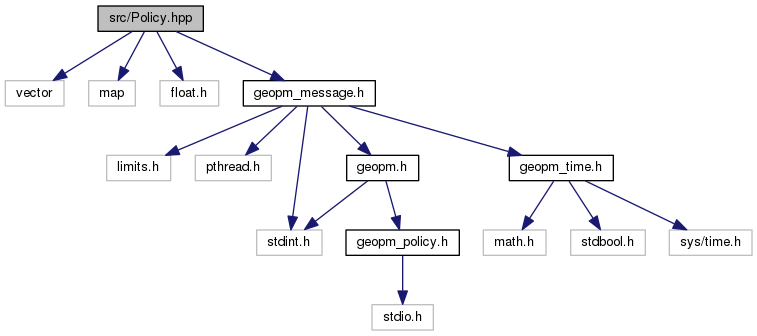 src/Policy.hpp
vector
map
float.h
geopm_message.h
limits.h
pthread.h
geopm.h
geopm_time.h
stdint.h
geopm_policy.h
math.h
stdbool.h
sys/time.h
stdio.h